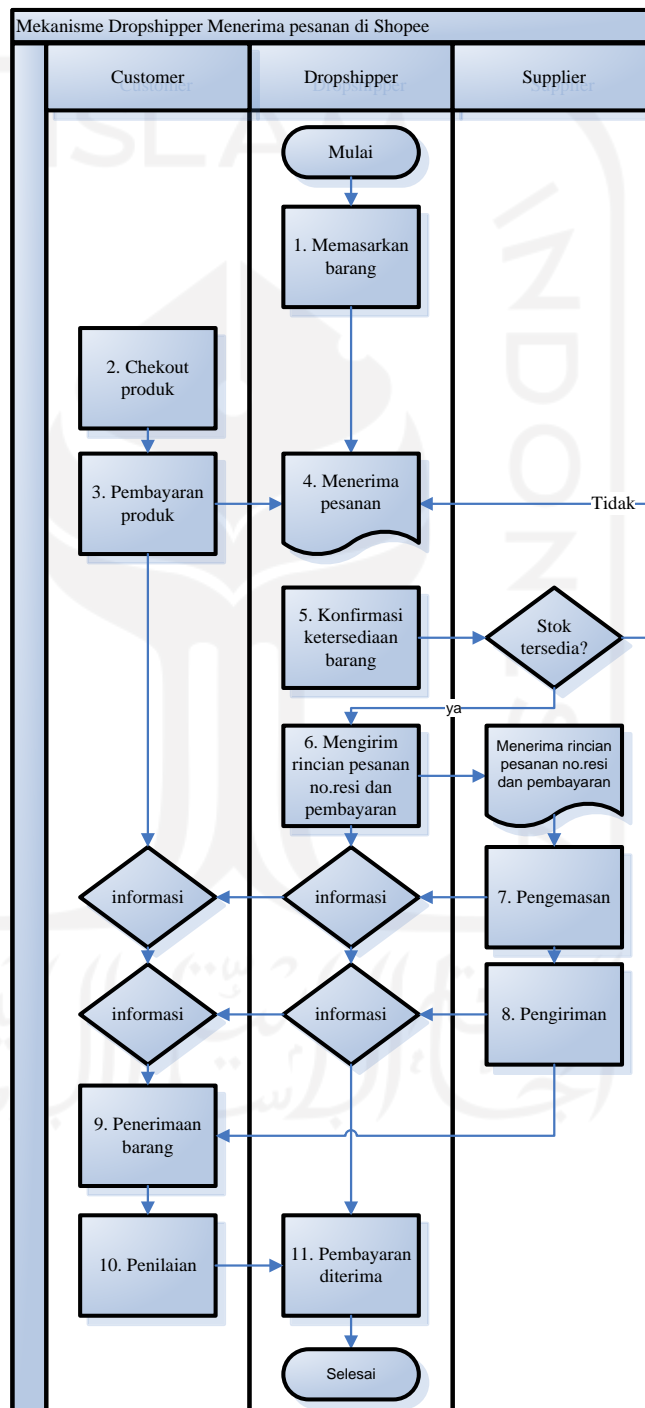 Mekanisme Dropshipper Menerima pesanan di Shopee
Customer
Dropshipper
Supplier
Mulai
1. Memasarkan
barang
2. Chekout
produk
3. Pembayaran
produk
4. Menerima
pesanan
Tidak
5. Konfirmasi
ketersediaan
barang
Stok
tersedia?
ya
6. Mengirim
rincian pesanan
no.resi dan
pembayaran
Menerima rincian
pesanan no.resi
dan pembayaran
informasi
informasi
7. Pengemasan
informasi
informasi
8. Pengiriman
9. Penerimaan
barang
10. Penilaian
11. Pembayaran
diterima
Selesai
ISLAM
INDONES